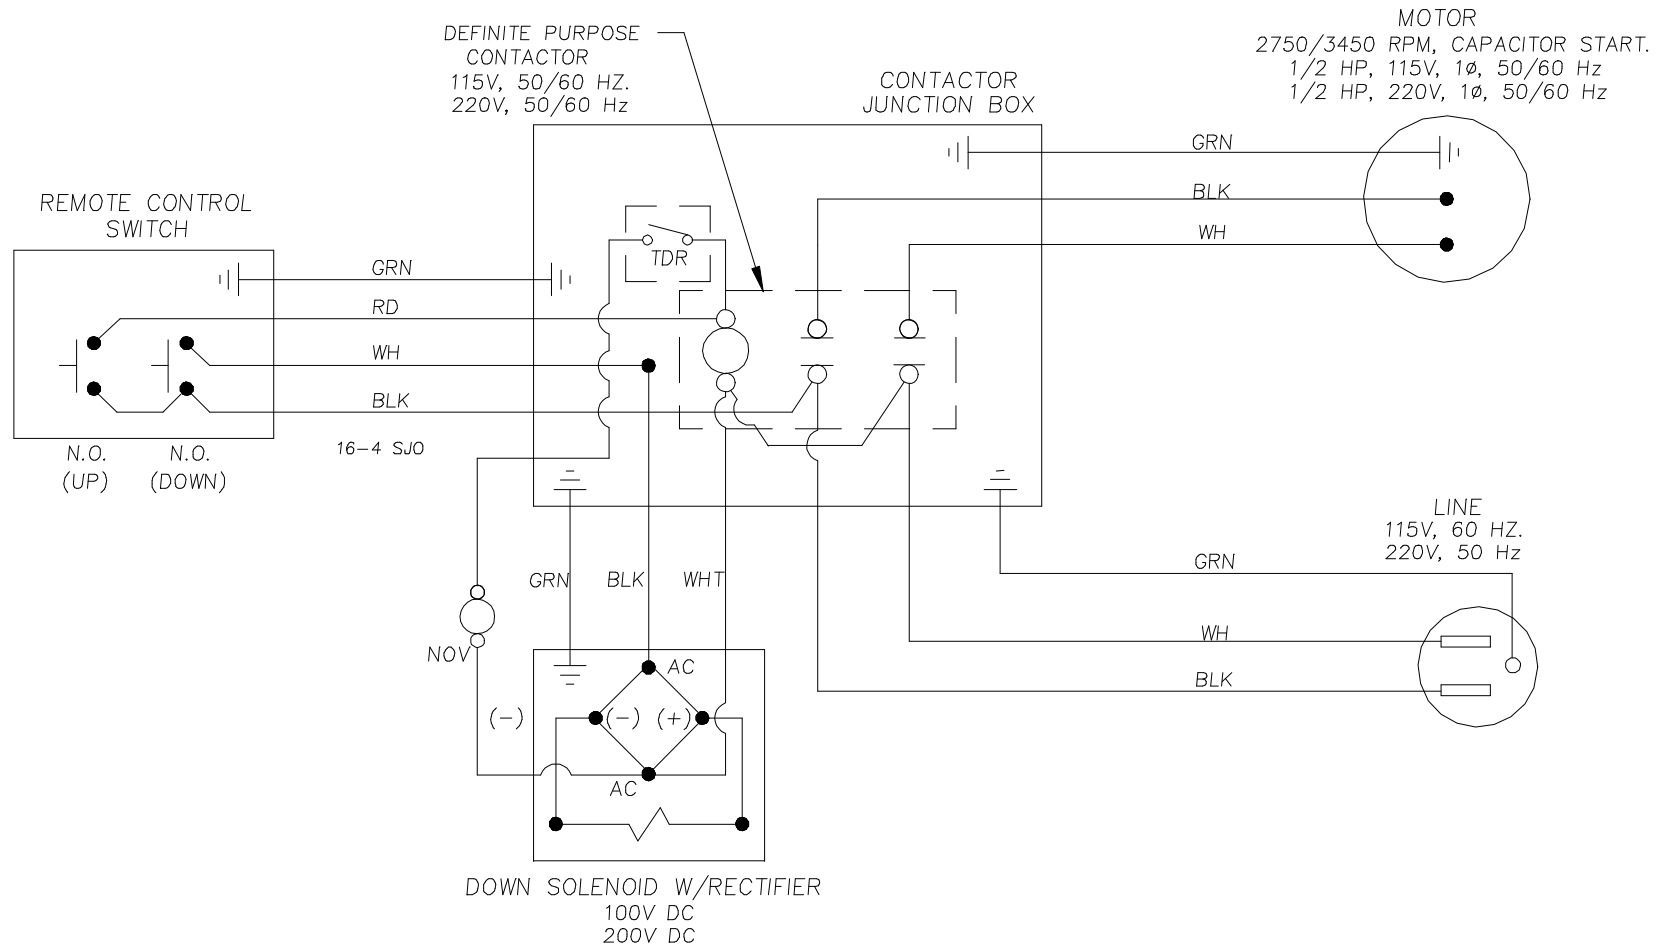 DEFINITE PURPOSE
CONTACTOR
115V, 50/60 HZ.
220V, 50/60 Hz
CONTACTOR
JUNCTION BOX
MOTOR
2750/3450 RPM, CAPACITOR START.
1/2 HP, 115V, 1ø, 50/60 Hz
1/2 HP, 220V, 1ø, 50/60 Hz
GRN
BLK
WH
REMOTE CONTROL
SWITCH
TDR
GRN
RD
WH
BLK
16-4 SJO
N.O.
(UP)
N.O.
(DOWN)
LINE
115V, 60 HZ.
220V, 50 Hz
GRN
WH
BLK
GRN
BLK
WHT
NOV
AC
(-)
(-)
(+)
AC
DOWN SOLENOID W/RECTIFIER
100V DC
200V DC